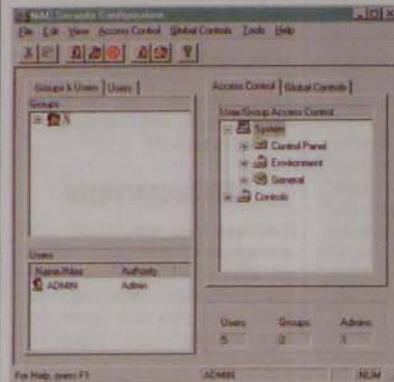 Security Configuration
File Edit View Access Control Global Controls Tools Help
Groups & Users Users
Groups
Users
Name/Alias Authority
ADMIN Admin
Access Control Global Controls
User/Group Access Control
System
Control Panel
Environment
General
Controls
Users: Groups: Admins:
5
For Help, press F1 ADMIN NUM